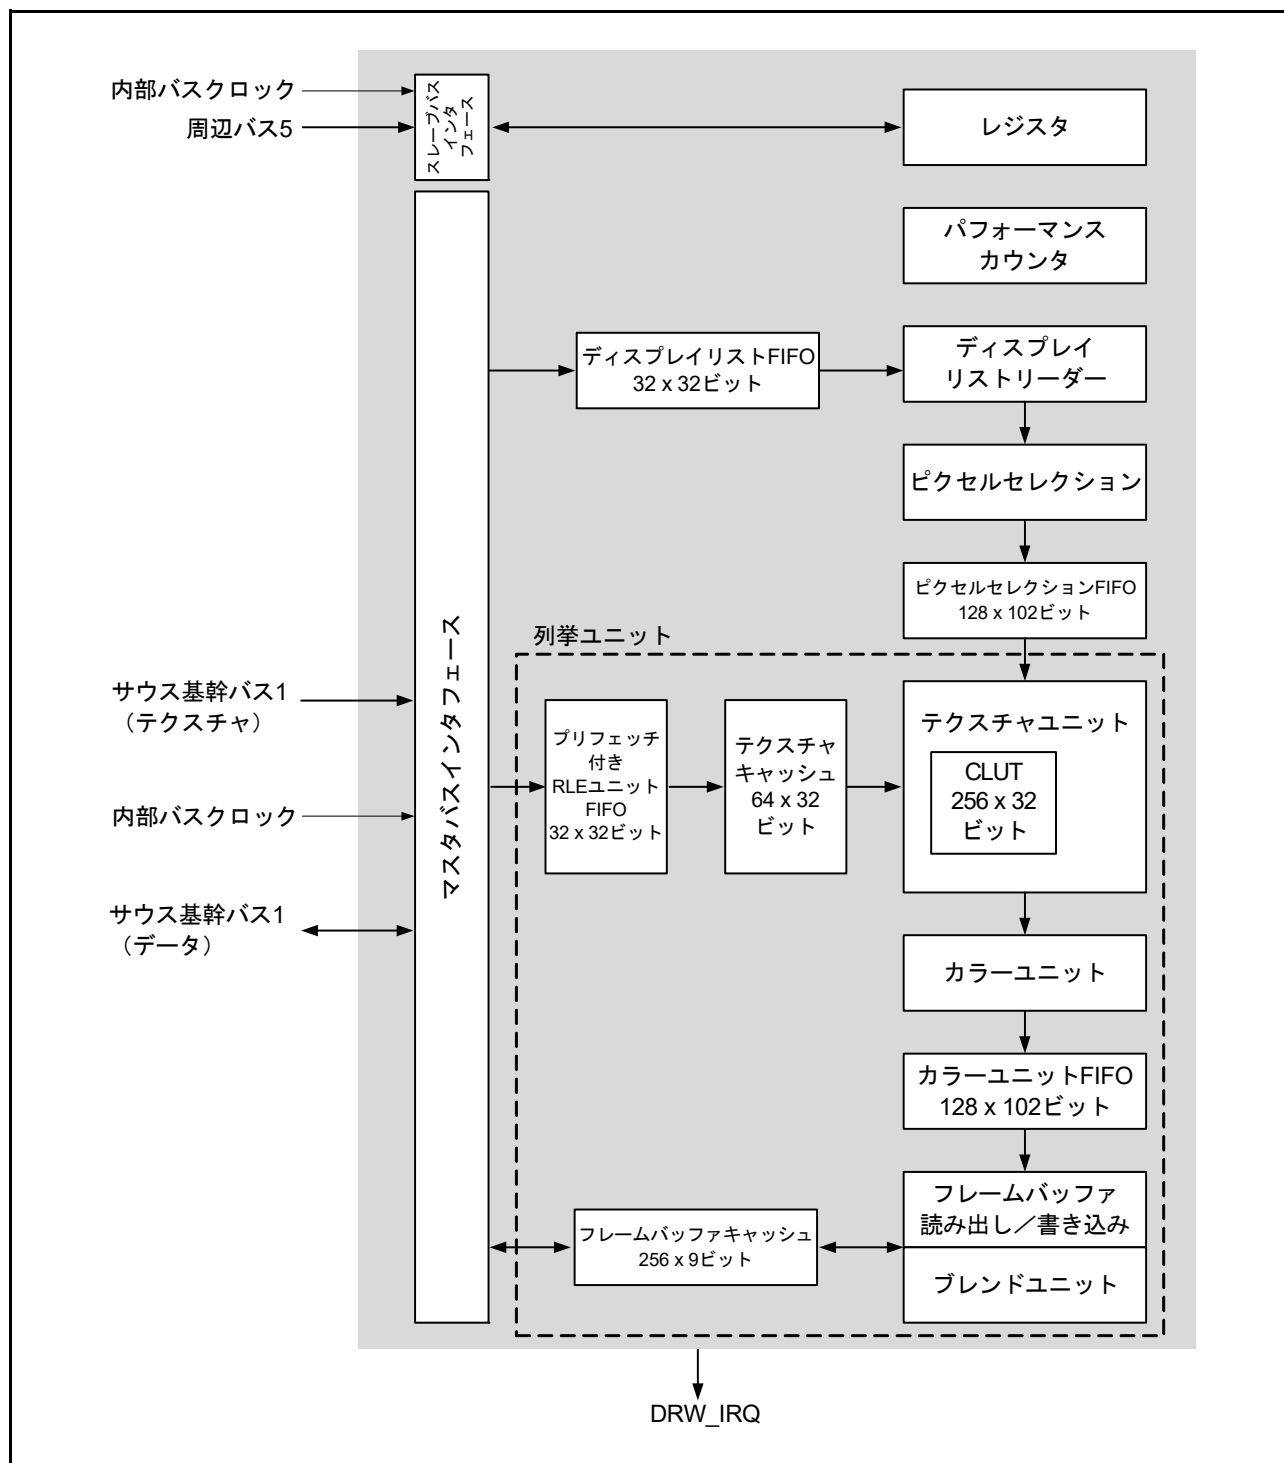 内部バスクロック
周辺バス5
スレーブバス
インタ
フェース
レジスタ
パフォーマンス
カウンタ
ディスプレイリストFIFO
32 x 32ビット
ディスプレイ
リストリーダー
ピクセルセレクション
ピクセルセレクションFIFO
128 x 102ビット
列挙ユニット
マスタバスインタフェース
サウス基幹バス1
（テクスチャ）
プリフェッチ
付き
RLEユニット
FIFO
32 x 32ビット
テクスチャ
キャッシュ
64 x 32
ビット
テクスチャユニット
CLUT
256 x 32
ビット
内部バスクロック
サウス基幹バス1
（データ）
カラーユニット
カラーユニットFIFO
128 x 102ビット
フレームバッファ
読み出し／書き込み
フレームバッファキャッシュ
256 x 9ビット
ブレンドユニット
DRW_IRQ